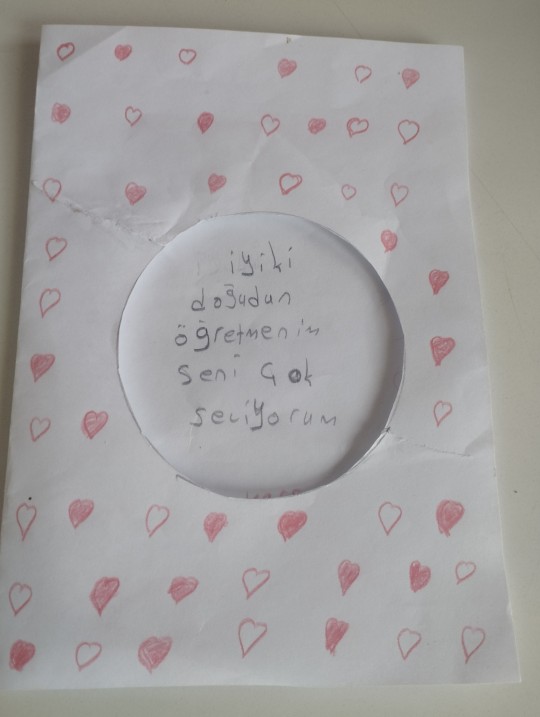 iyiki
doğudun
öğretmenim
seni çok
seviyorum